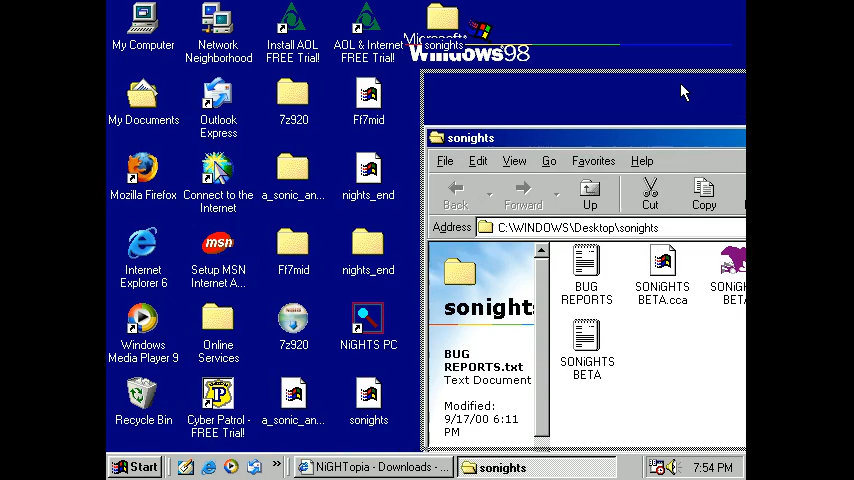 My Computer
Network
Neighborhood
Install AOL
FREE Trial!
AOL & Internet
FREE Trial!
sonights
Microsoft
Windows 98
My Documents
Outlook
Express
7z920
Ff7mid
Mozilla Firefox
Connect to the
Internet
a_sonic_an...
nights_end
Internet
Explorer 6
Setup MSN
Internet A...
Ff7mid
nights_end
Windows
Media Player 9
Online
Services
7z920
NiGHTS PC
Recycle Bin
Cyber Patrol -
FREE Trial!
a_sonic_an...
sonights
sonights
File Edit View Go Favorites Help
Back Forward Up Cut Copy
Address C:\WINDOWS\Desktop\sonights
sonights
BUG
REPORTS.txt
Text Document
Modified:
9/17/00 6:11
PM
BUG
REPORTS
SONiGHTS
BETA.cca
SONiGH
BETA
SONiGHTS
BETA
Start
NiGHTopia - Downloads - ...
sonights
7:54 PM